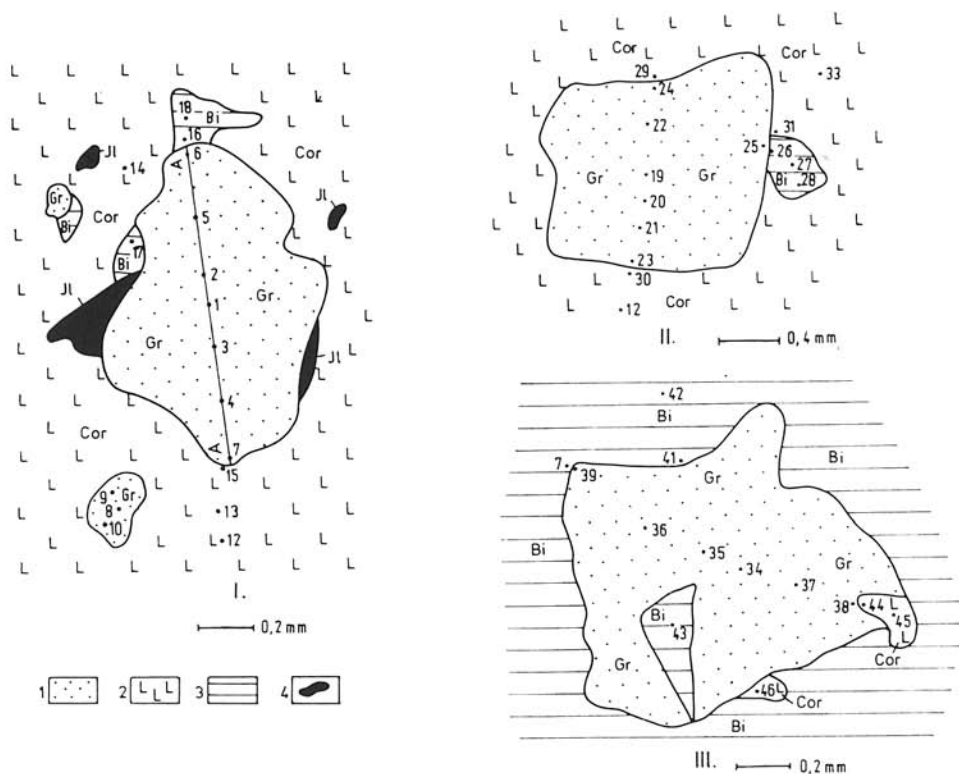 L L L L L L
L L L L L k
18
Bi
16
L L L
6
A
Cor
Jl
14
L L L
Gr
Bi
Cor
Jl
5
17
Bi
2
Jl
1
Gr
Gr
3
Jl
4
Cor
A
7
15
9
Gr
8
10
13
L 12
I.
0,2 mm
1
2 L L L
3
4
L L L L L
Cor
Cor
29
24
33
22
31
25
26
Gr
19
Gr
27
Bi
28
20
21
23
30
12
Cor
II.
0,4 mm
42
Bi
7
39
41
Gr
Bi
36
35
Bi
34
Gr
37
Bi
43
38
44 L
45
L
Cor
Gr
46 L
Cor
Bi
III.
0,2 mm